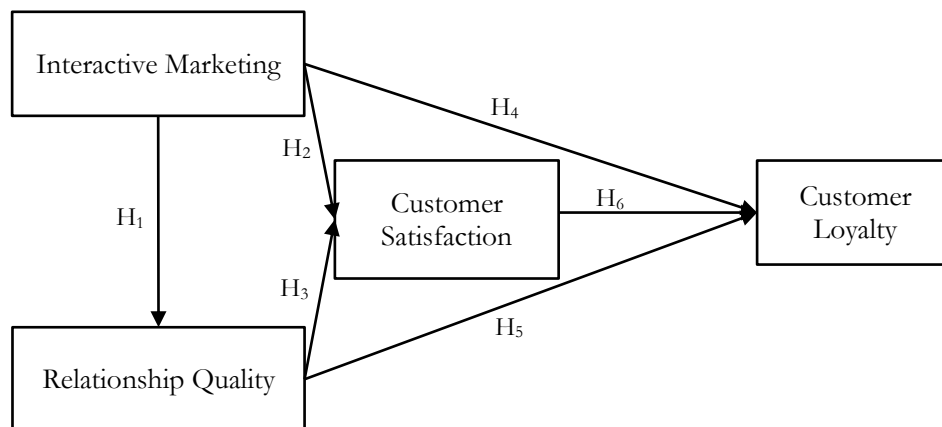 Interactive Marketing
H₄
H₂
Customer
Satisfaction
H₆
Customer
Loyalty
H₁
H₃
H₅
Relationship Quality